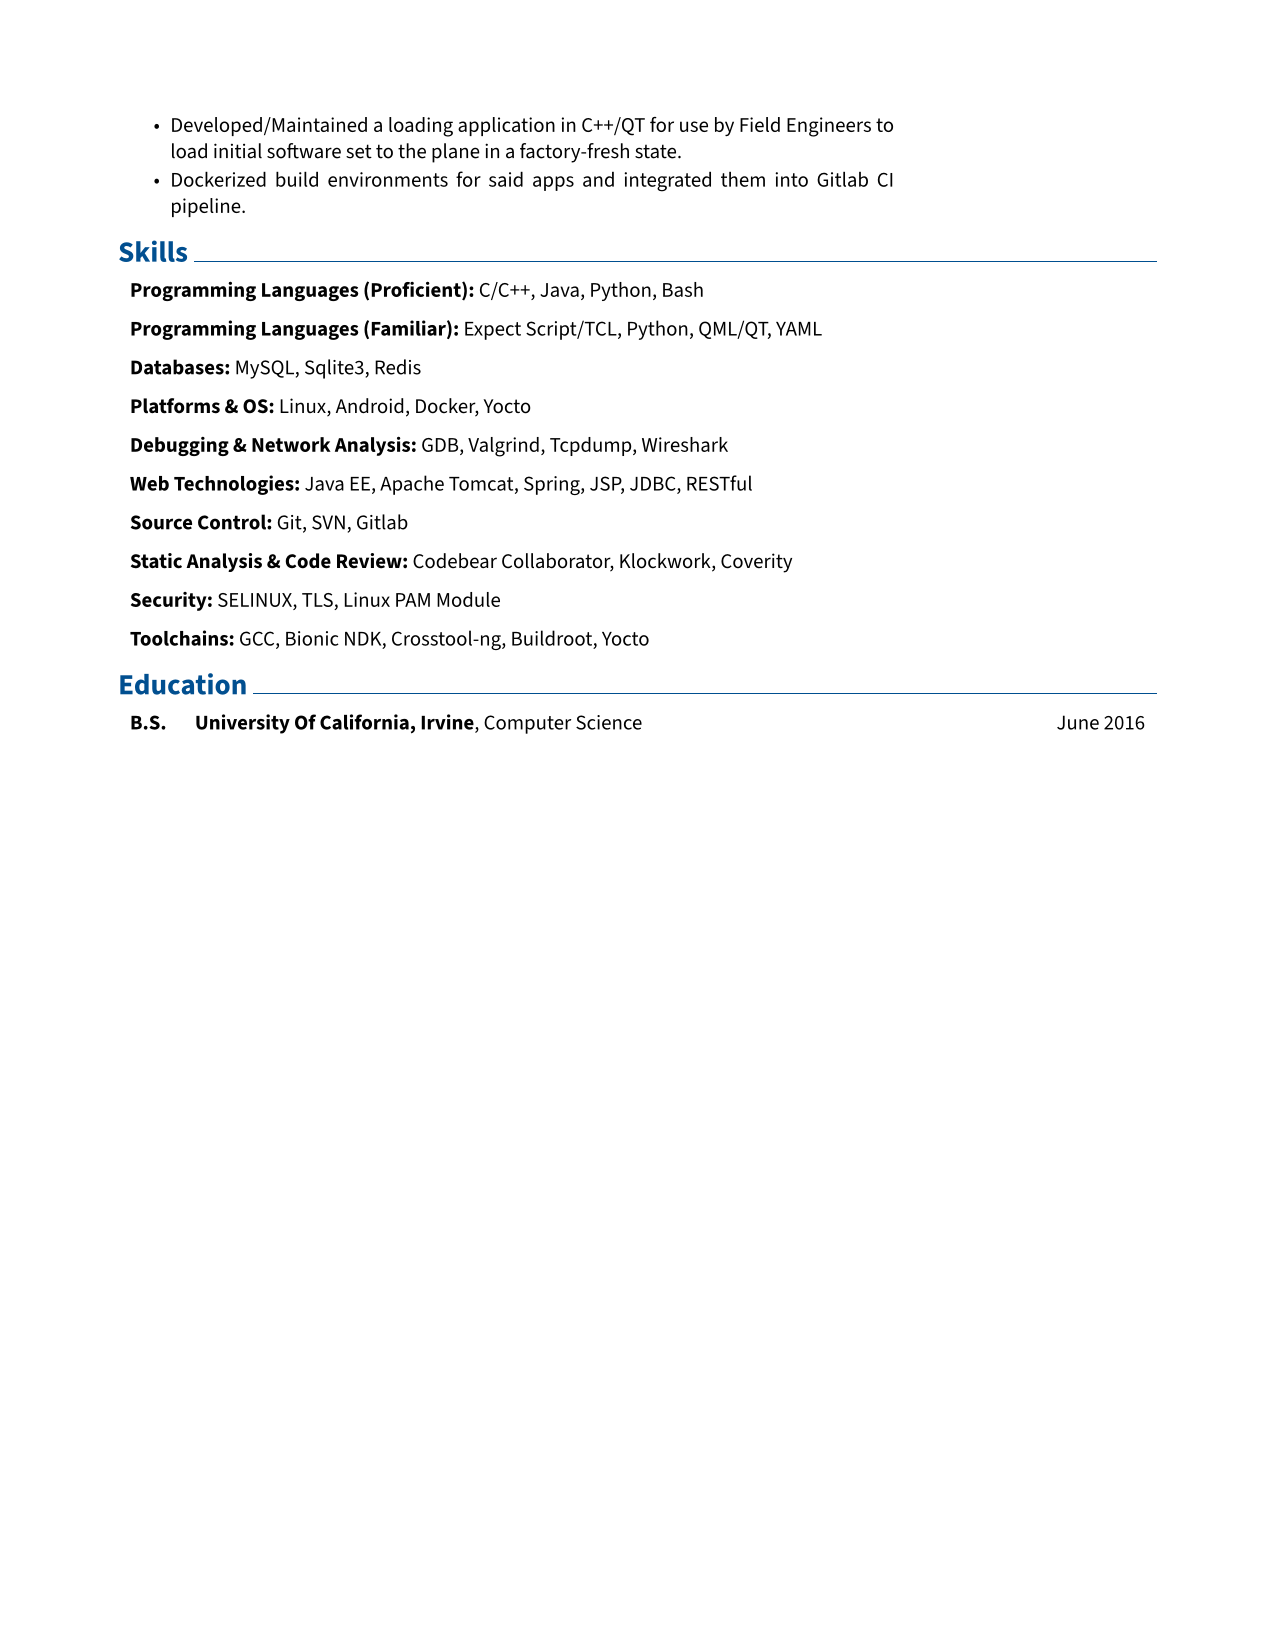 • Developed/Maintained a loading application in C++/QT for use by Field Engineers to
load initial software set to the plane in a factory-fresh state.
• Dockerized build environments for said apps and integrated them into Gitlab CI
pipeline.
Skills
Programming Languages (Proficient): C/C++, Java, Python, Bash
Programming Languages (Familiar): Expect Script/TCL, Python, QML/QT, YAML
Databases: MySQL, Sqlite3, Redis
Platforms & OS: Linux, Android, Docker, Yocto
Debugging & Network Analysis: GDB, Valgrind, Tcpdump, Wireshark
Web Technologies: Java EE, Apache Tomcat, Spring, JSP, JDBC, RESTful
Source Control: Git, SVN, Gitlab
Static Analysis & Code Review: Codebear Collaborator, Klockwork, Coverity
Security: SELINUX, TLS, Linux PAM Module
Toolchains: GCC, Bionic NDK, Crosstool-ng, Buildroot, Yocto
Education
B.S. University Of California, Irvine, Computer Science June 2016